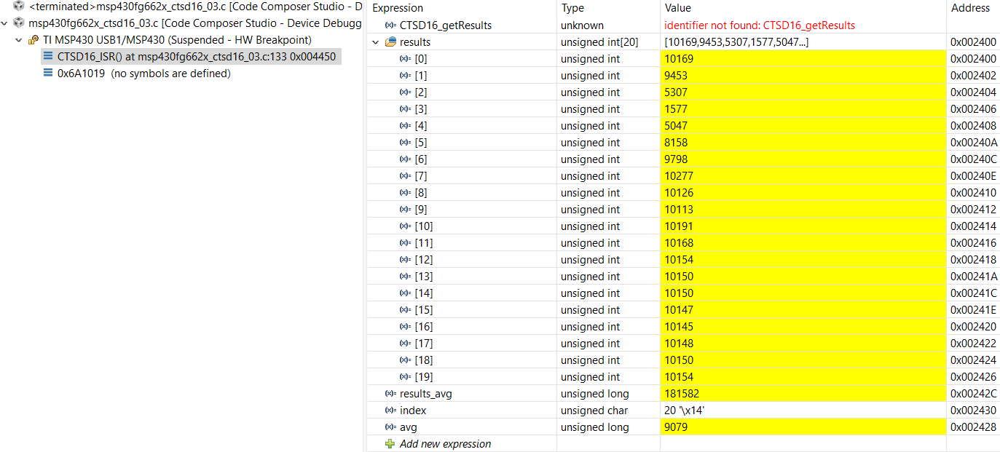 <terminated>msp430fg662x_ctsd16_03.c [Code Composer Studio - D
msp430fg662x_ctsd16_03.c [Code Composer Studio - Device Debugg
TI MSP430 USB1/MSP430 (Suspended - HW Breakpoint)
CTSD16_ISR() at msp430fg662x_ctsd16_03.c:133 0x004450
0x6A1019 (no symbols are defined)
Expression Type Value Address
(x)= CTSD16_getResults unknown identifier not found: CTSD16_getResults
results unsigned int[20] [10169,9453,5307,1577,5047...] 0x002400
(x)= [0] unsigned int 10169 0x002400
(x)= [1] unsigned int 9453 0x002402
(x)= [2] unsigned int 5307 0x002404
(x)= [3] unsigned int 1577 0x002406
(x)= [4] unsigned int 5047 0x002408
(x)= [5] unsigned int 8158 0x00240A
(x)= [6] unsigned int 9798 0x00240C
(x)= [7] unsigned int 10277 0x00240E
(x)= [8] unsigned int 10126 0x002410
(x)= [9] unsigned int 10113 0x002412
(x)= [10] unsigned int 10191 0x002414
(x)= [11] unsigned int 10168 0x002416
(x)= [12] unsigned int 10154 0x002418
(x)= [13] unsigned int 10150 0x00241A
(x)= [14] unsigned int 10150 0x00241C
(x)= [15] unsigned int 10147 0x00241E
(x)= [16] unsigned int 10145 0x002420
(x)= [17] unsigned int 10148 0x002422
(x)= [18] unsigned int 10150 0x002424
(x)= [19] unsigned int 10154 0x002426
(x)= results_avg unsigned long 181582 0x00242C
(x)= index unsigned char 20 '\x14' 0x002430
(x)= avg unsigned long 9079 0x002428
Add new expression